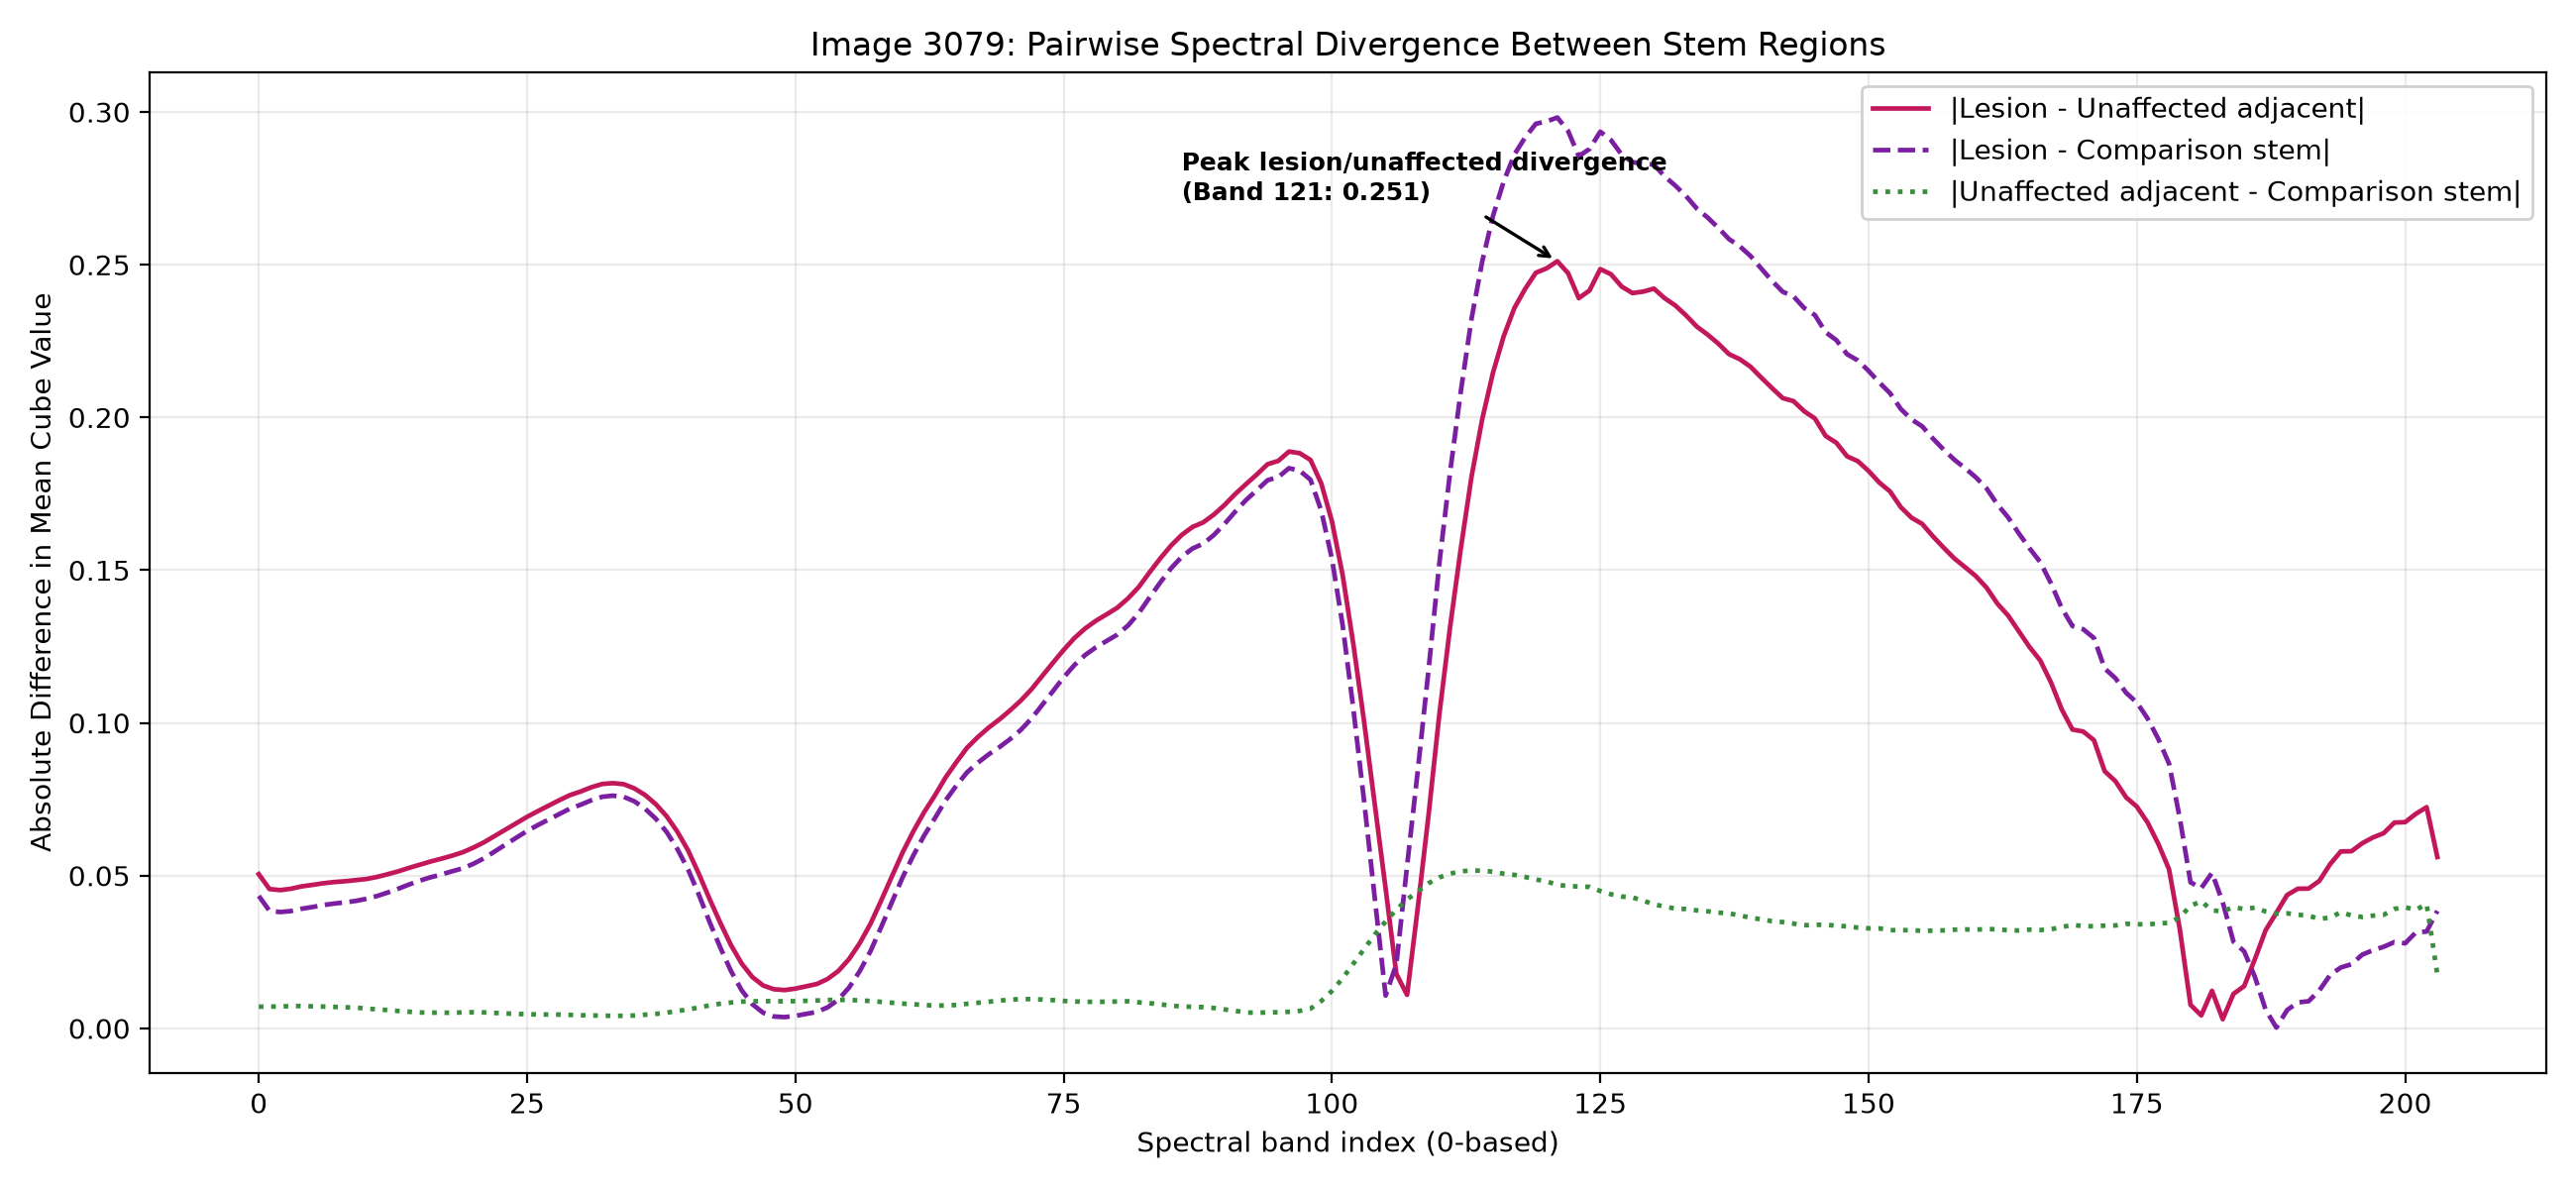 Image 3079: Pairwise Spectral Divergence Between Stem Regions
|Lesion - Unaffected adjacent|
|Lesion - Comparison stem|
|Unaffected adjacent - Comparison stem|
Peak lesion/unaffected divergence
(Band 121: 0.251)
Absolute Difference in Mean Cube Value
0.30
0.25
0.20
0.15
0.10
0.05
0.00
0 25 50 75 100 125 150 175 200
Spectral band index (0-based)